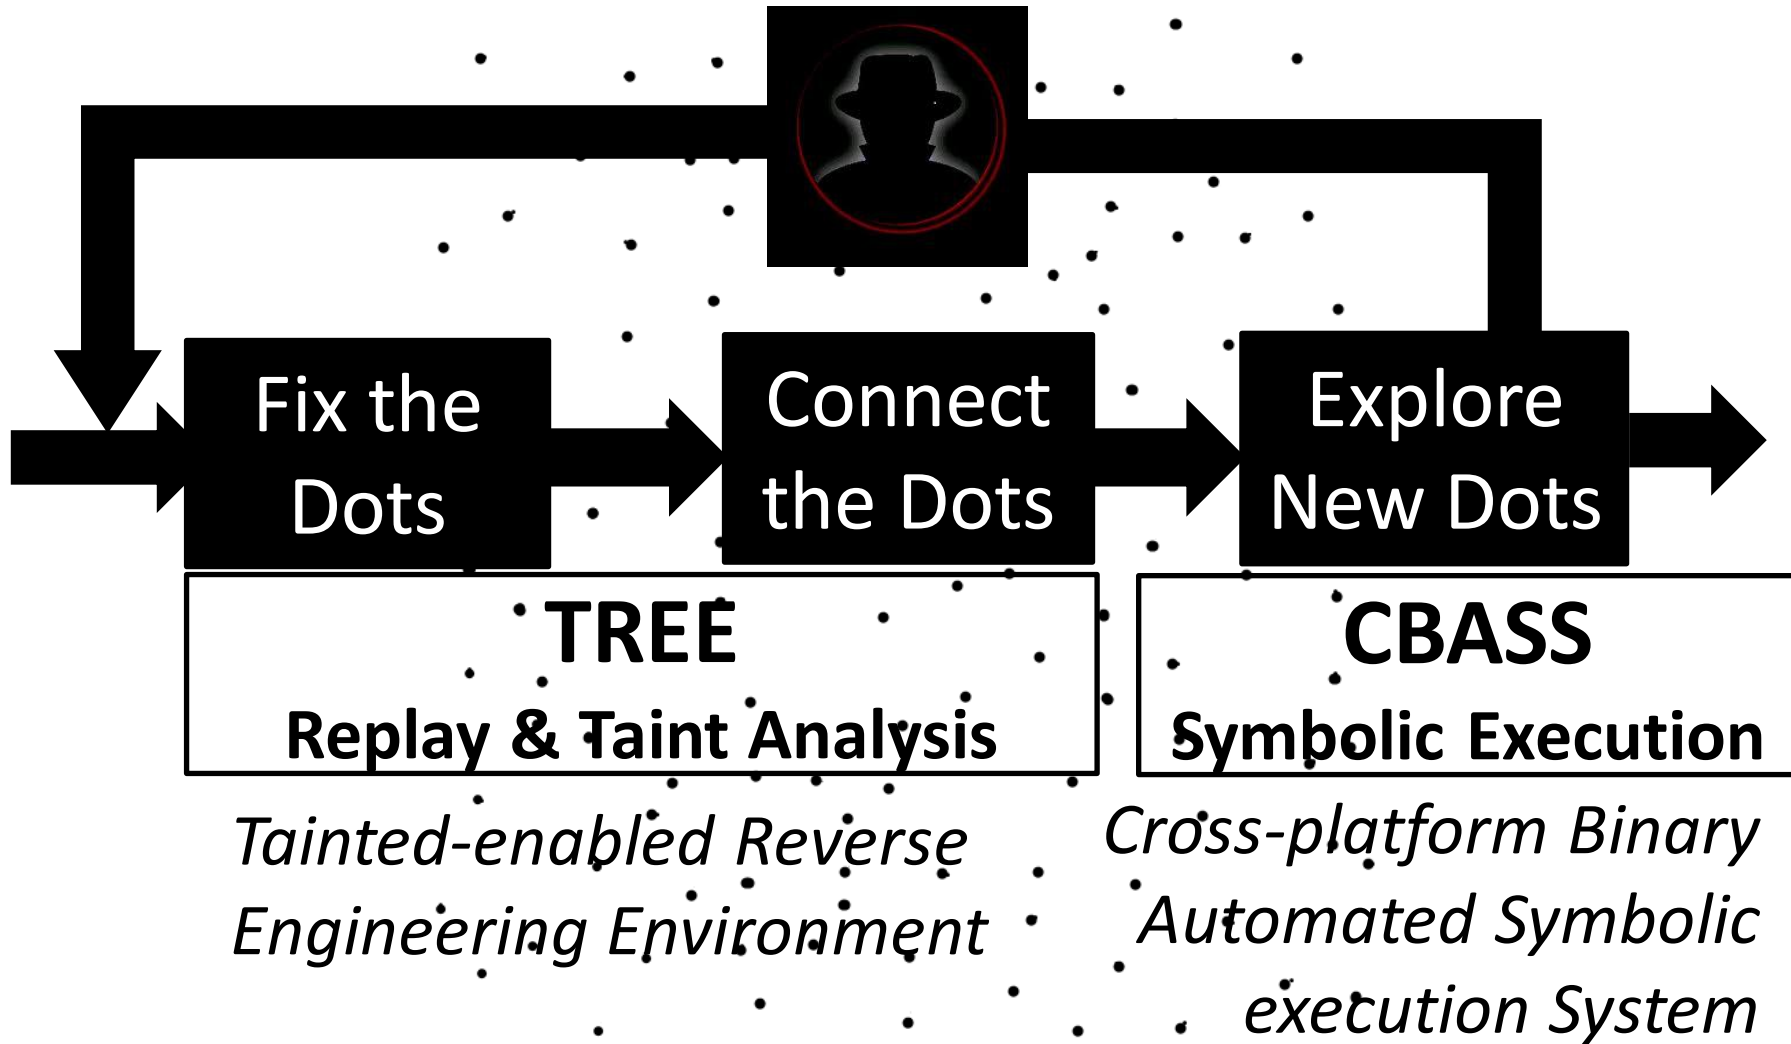 Fix the
Dots
Connect
the Dots
Explore
New Dots
TREE
Replay & Taint Analysis
CBASS
Symbolic Execution
Tainted-enabled Reverse
Engineering Environment
Cross-platform Binary
Automated Symbolic
execution System